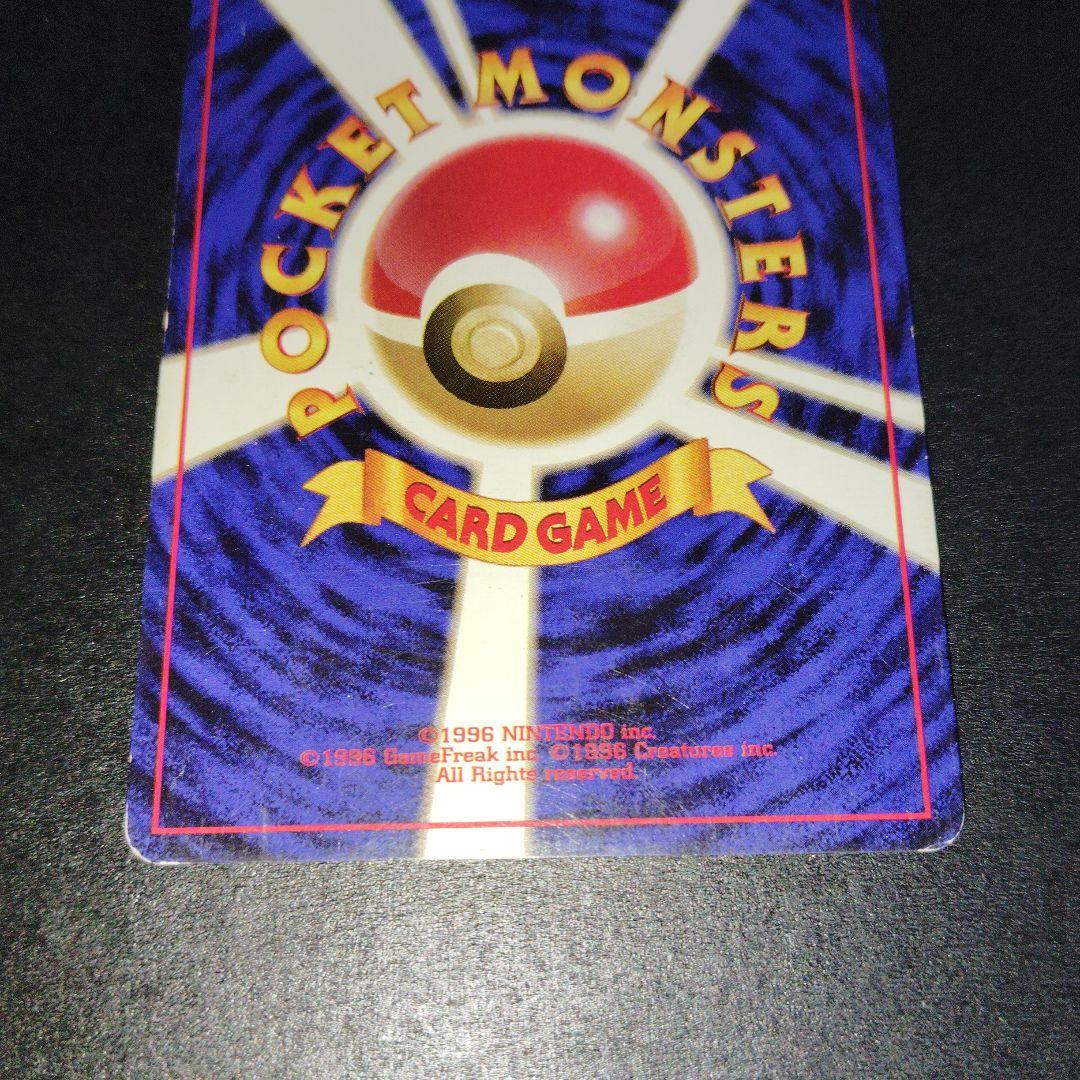 POCKET MONSTERS
CARD GAME
©1996 NINTENDO inc.
©1996 GameFreak inc. ©1996 Creatures inc.
All Rights reserved.